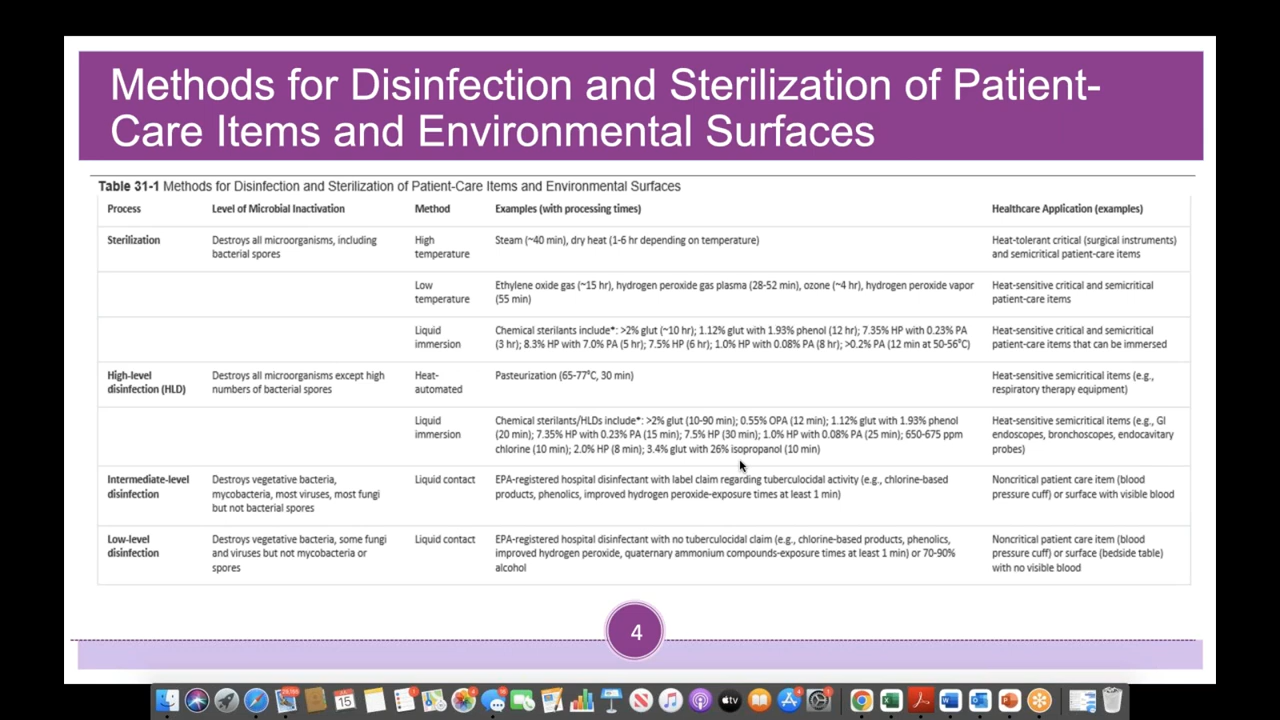 Methods for Disinfection and Sterilization of Patient-
Care Items and Environmental Surfaces
Table 31-1 Methods for Disinfection and Sterilization of Patient-Care Items and Environmental Surfaces
Process Level of Microbial Inactivation Method Examples (with processing times) Healthcare Application (examples)
Sterilization Destroys all microorganisms, including High Steam (~40 min), dry heat (1-6 hr depending on temperature) Heat-tolerant critical (surgical instruments)
bacterial spores temperature and semicritical patient-care items
Low Ethylene oxide gas (~15 hr), hydrogen peroxide gas plasma (28-52 min), ozone (~4 hr), hydrogen peroxide vapor Heat-sensitive critical and semicritical
temperature (55 min) patient-care items
Liquid Chemical sterilants include*: >2% glut (~10 hr); 1.12% glut with 1.93% phenol (12 hr); 7.35% HP with 0.23% PA Heat-sensitive critical and semicritical
immersion (3 hr); 8.3% HP with 7.0% PA (5 hr); 7.5% HP (6 hr); 1.0% HP with 0.08% PA (8 hr); >0.2% PA (12 min at 50-56°C) patient-care items that can be immersed
High-level Destroys all microorganisms except high Heat- Pasteurization (65-77°C, 30 min) Heat-sensitive semicritical items (e.g.,
disinfection (HLD) numbers of bacterial spores automated respiratory therapy equipment)
Liquid Chemical sterilants/HLDs include*: >2% glut (10-90 min); 0.55% OPA (12 min); 1.12% glut with 1.93% phenol Heat-sensitive semicritical items (e.g., GI
immersion (20 min); 7.35% HP with 0.23% PA (15 min); 7.5% HP (30 min); 1.0% HP with 0.08% PA (25 min); 650-675 ppm endoscopes, bronchoscopes, endocavitary
chlorine (10 min); 2.0% HP (8 min); 3.4% glut with 26% isopropanol (10 min) probes)
Intermediate-level Destroys vegetative bacteria, Liquid contact EPA-registered hospital disinfectant with label claim regarding tuberculocidal activity (e.g., chlorine-based Noncritical patient care item (blood
disinfection mycobacteria, most viruses, most fungi products, phenolics, improved hydrogen peroxide-exposure times at least 1 min) pressure cuff) or surface with visible blood
but not bacterial spores
Low-level Destroys vegetative bacteria, some fungi Liquid contact EPA-registered hospital disinfectant with no tuberculocidal claim (e.g., chlorine-based products, phenolics, Noncritical patient care item (blood
disinfection and viruses but not mycobacteria or improved hydrogen peroxide, quaternary ammonium compounds-exposure times at least 1 min) or 70-90% pressure cuff) or surface (bedside table)
spores alcohol with no visible blood
4
15
tv